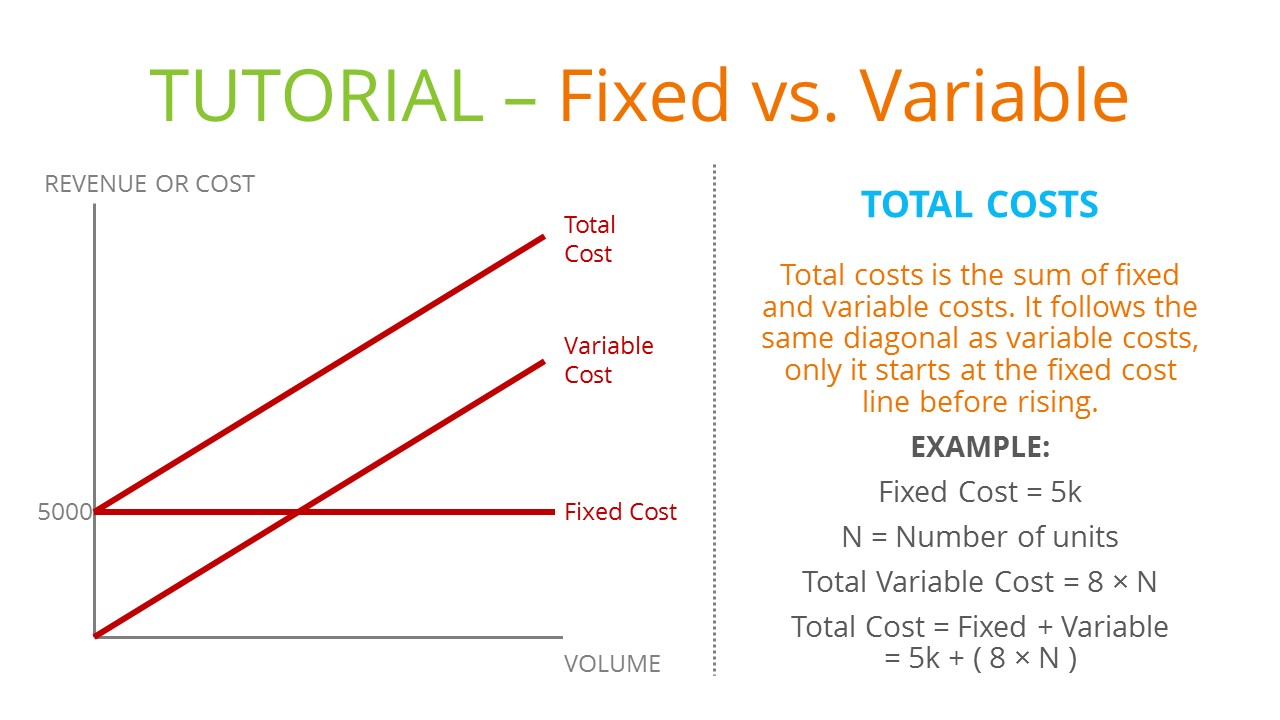 TUTORIAL – Fixed vs. Variable
REVENUE OR COST
Total
Cost
Variable
Cost
5000
Fixed Cost
VOLUME
TOTAL COSTS
Total costs is the sum of fixed
and variable costs. It follows the
same diagonal as variable costs,
only it starts at the fixed cost
line before rising.
EXAMPLE:
Fixed Cost = 5k
N = Number of units
Total Variable Cost = 8 × N
Total Cost = Fixed + Variable
= 5k + ( 8 × N )